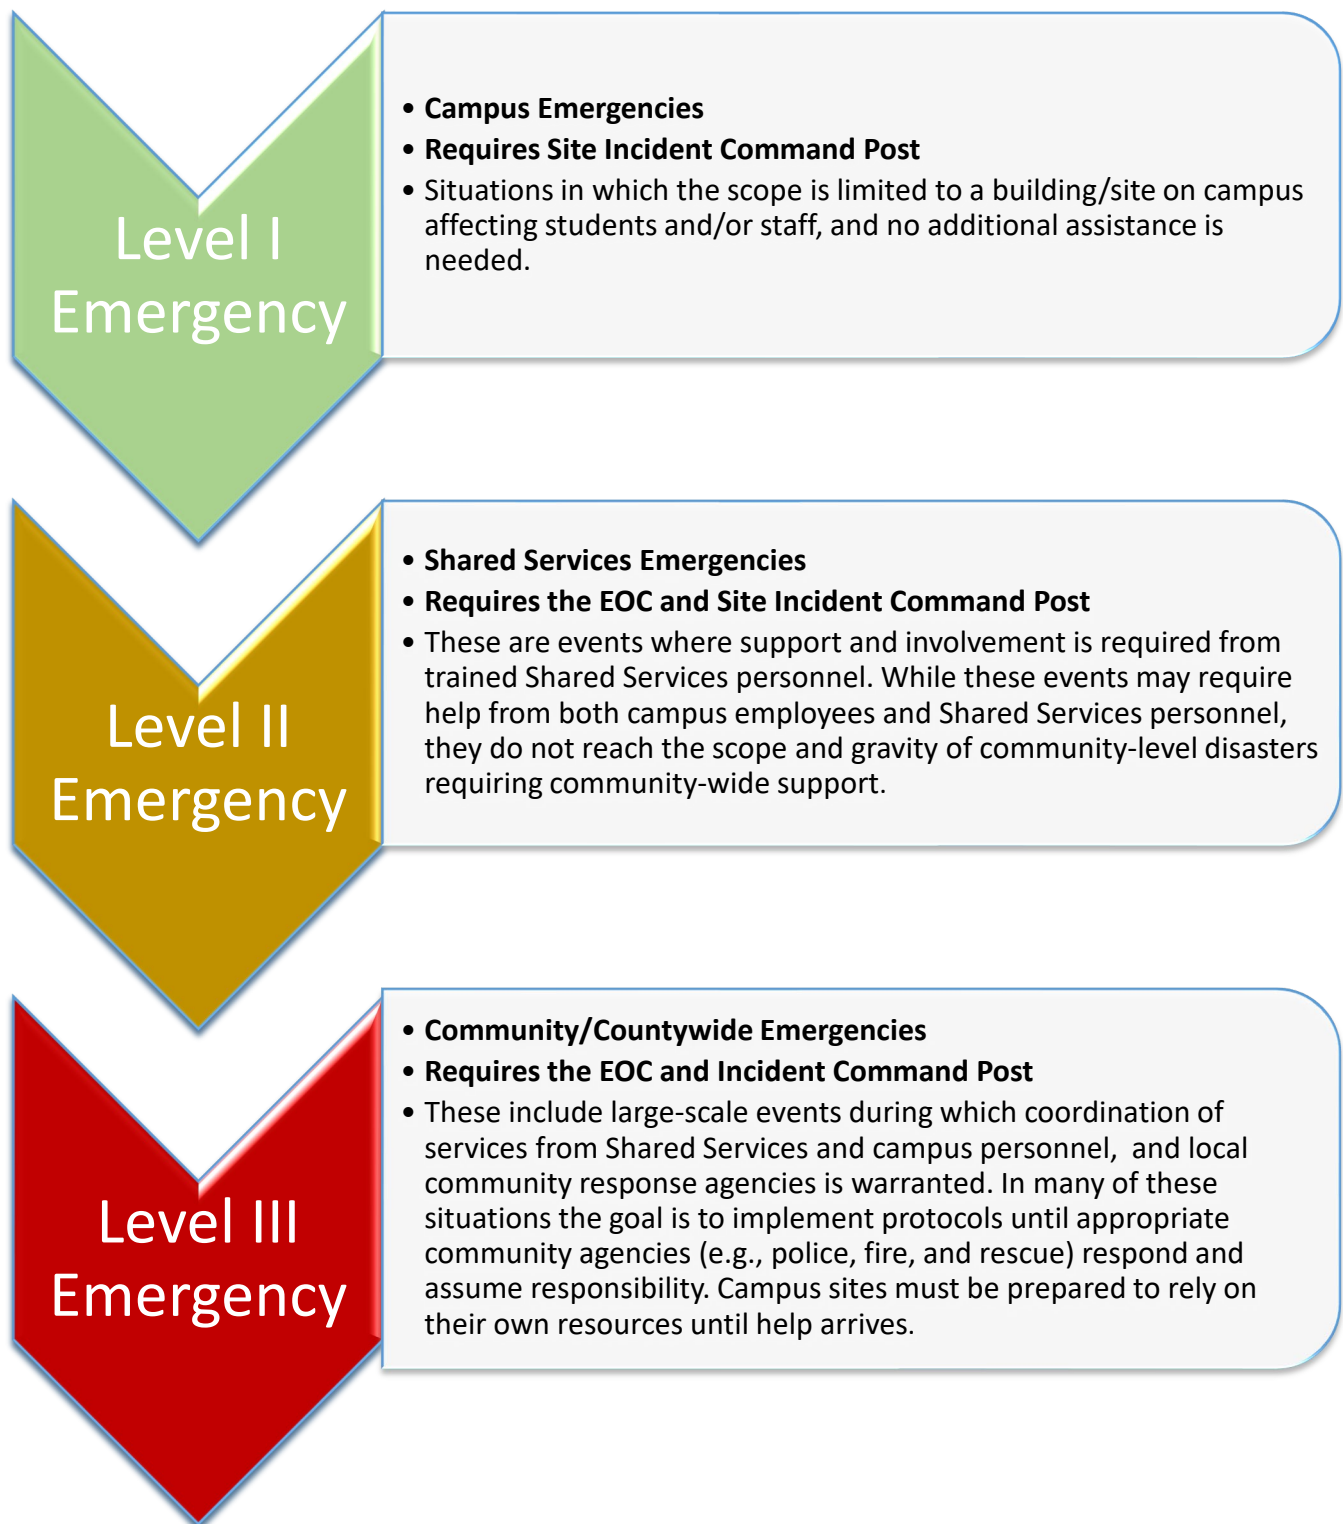 Level I
Emergency
• Campus Emergencies
• Requires Site Incident Command Post
• Situations in which the scope is limited to a building/site on campus
affecting students and/or staff, and no additional assistance is
needed.
Level II
Emergency
• Shared Services Emergencies
• Requires the EOC and Site Incident Command Post
• These are events where support and involvement is required from
trained Shared Services personnel. While these events may require
help from both campus employees and Shared Services personnel,
they do not reach the scope and gravity of community-level disasters
requiring community-wide support.
Level III
Emergency
• Community/Countywide Emergencies
• Requires the EOC and Incident Command Post
• These include large-scale events during which coordination of
services from Shared Services and campus personnel,  and local
community response agencies is warranted. In many of these
situations the goal is to implement protocols until appropriate
community agencies (e.g., police, fire, and rescue) respond and
assume responsibility. Campus sites must be prepared to rely on
their own resources until help arrives.